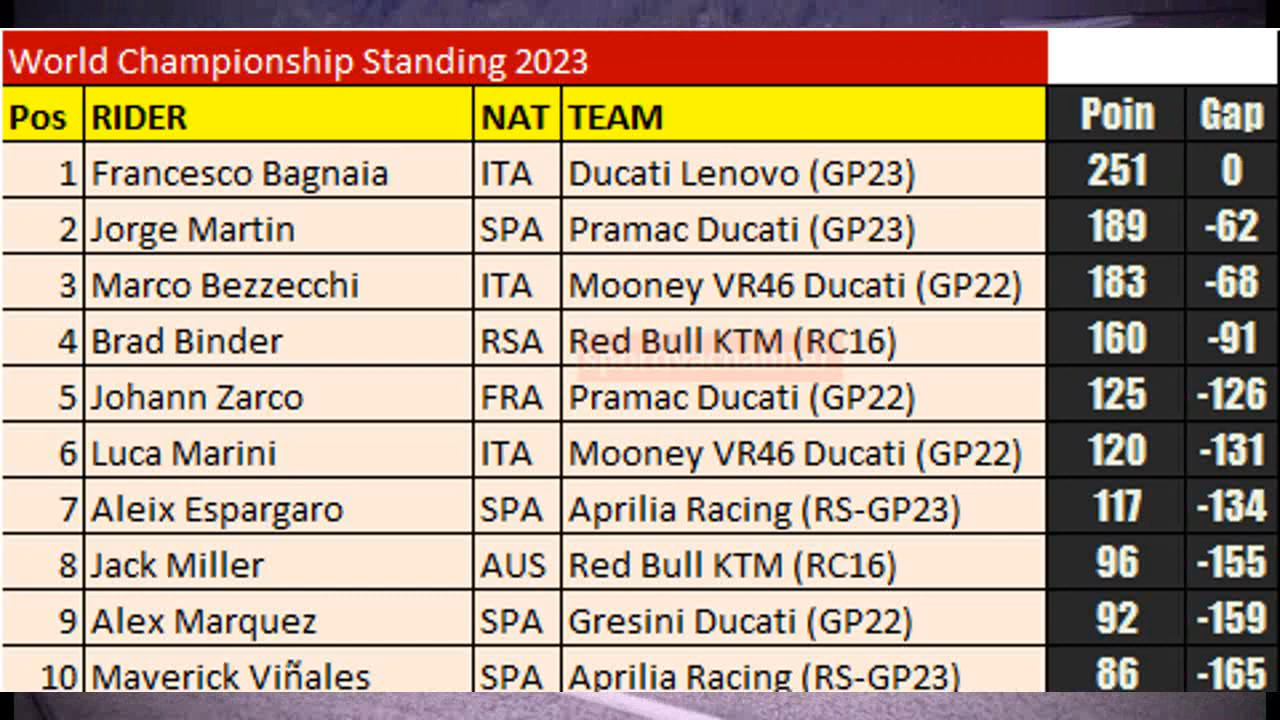 World Championship Standing 2023
Pos RIDER NAT TEAM Poin Gap
1 Francesco Bagnaia ITA Ducati Lenovo (GP23) 251 0
2 Jorge Martin SPA Pramac Ducati (GP23) 189 -62
3 Marco Bezzecchi ITA Mooney VR46 Ducati (GP22) 183 -68
4 Brad Binder RSA Red Bull KTM (RC16) 160 -91
5 Johann Zarco FRA Pramac Ducati (GP22) 125 -126
6 Luca Marini ITA Mooney VR46 Ducati (GP22) 120 -131
7 Aleix Espargaro SPA Aprilia Racing (RS-GP23) 117 -134
8 Jack Miller AUS Red Bull KTM (RC16) 96 -155
9 Alex Marquez SPA Gresini Ducati (GP22) 92 -159
10 Maverick Viñales SPA Aprilia Racing (RS-GP23) 86 -165